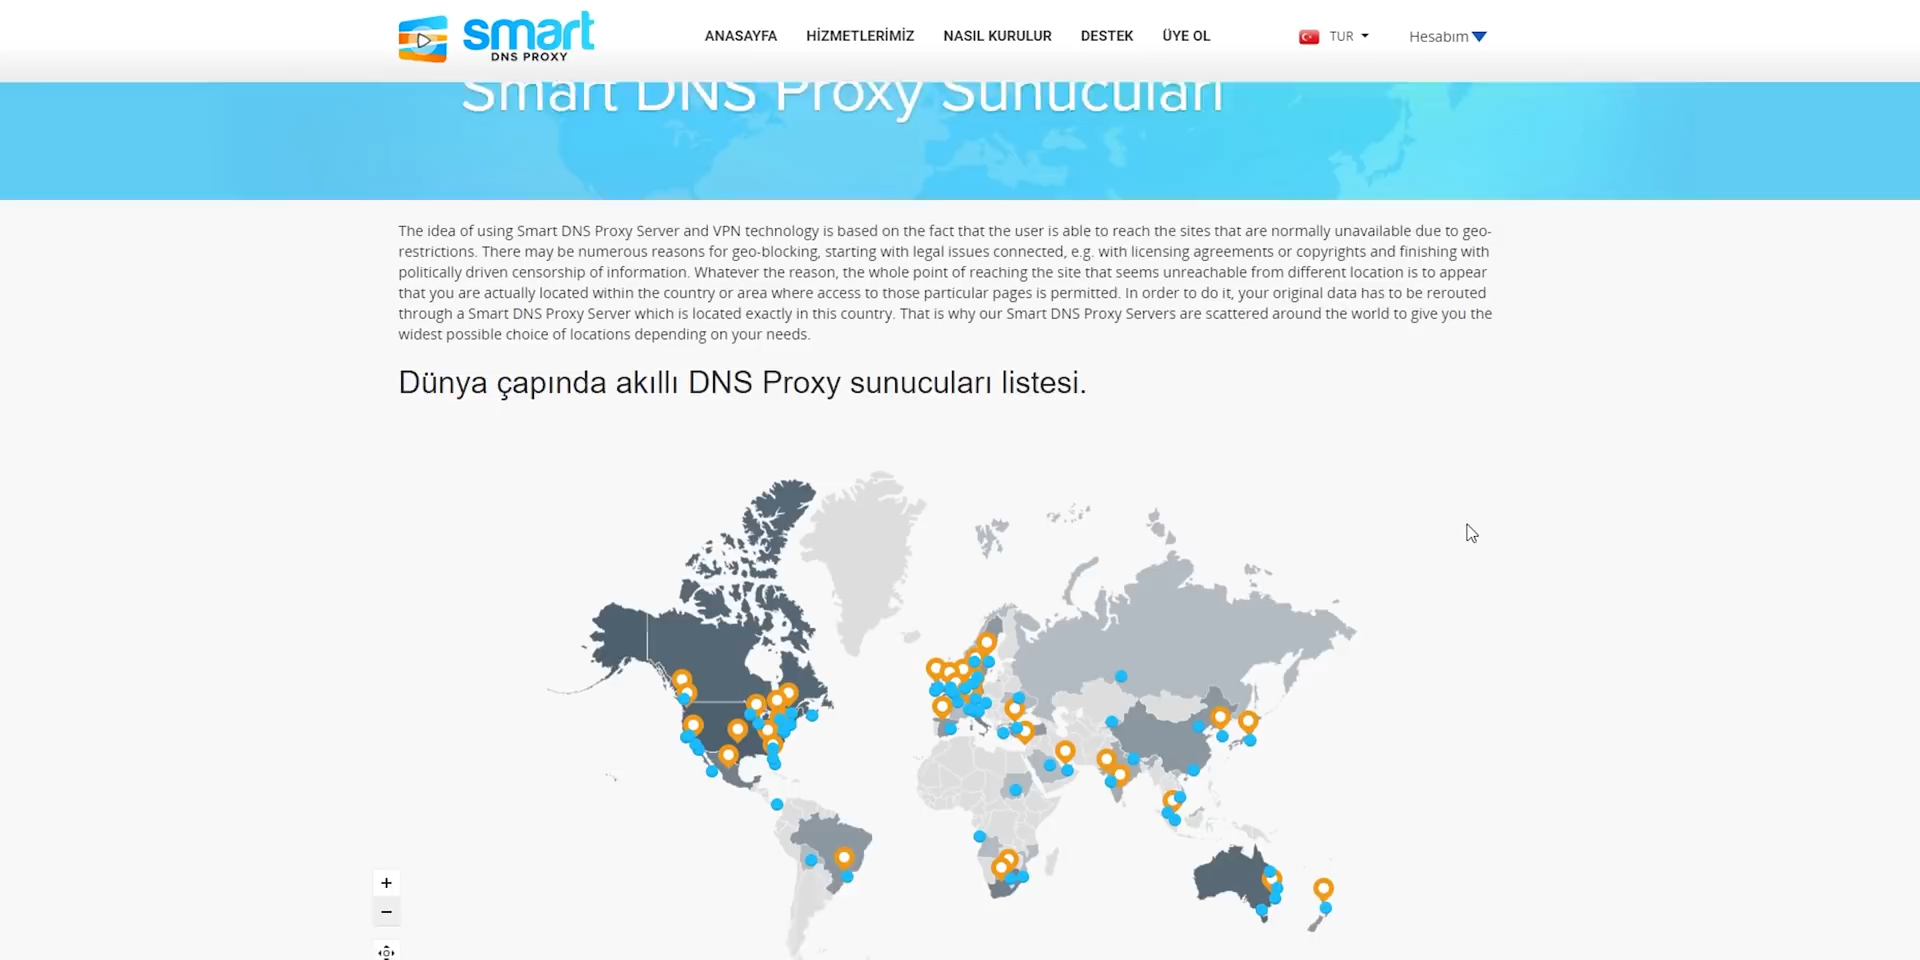 smart
DNS PROXY
ANASAYFA
HİZMETLERİMİZ
NASIL KURULUR
DESTEK
ÜYE OL
TUR
Hesabım
Smart DNS Proxy Sunucuları
The idea of using Smart DNS Proxy Server and VPN technology is based on the fact that the user is able to reach the sites that are normally unavailable due to geo-
restrictions. There may be numerous reasons for geo-blocking, starting with legal issues connected, e.g. with licensing agreements or copyrights and finishing with
politically driven censorship of information. Whatever the reason, the whole point of reaching the site that seems unreachable from different location is to appear
that you are actually located within the country or area where access to those particular pages is permitted. In order to do it, your original data has to be rerouted
through a Smart DNS Proxy Server which is located exactly in this country. That is why our Smart DNS Proxy Servers are scattered around the world to give you the
widest possible choice of locations depending on your needs.
Dünya çapında akıllı DNS Proxy sunucuları listesi.
+
−